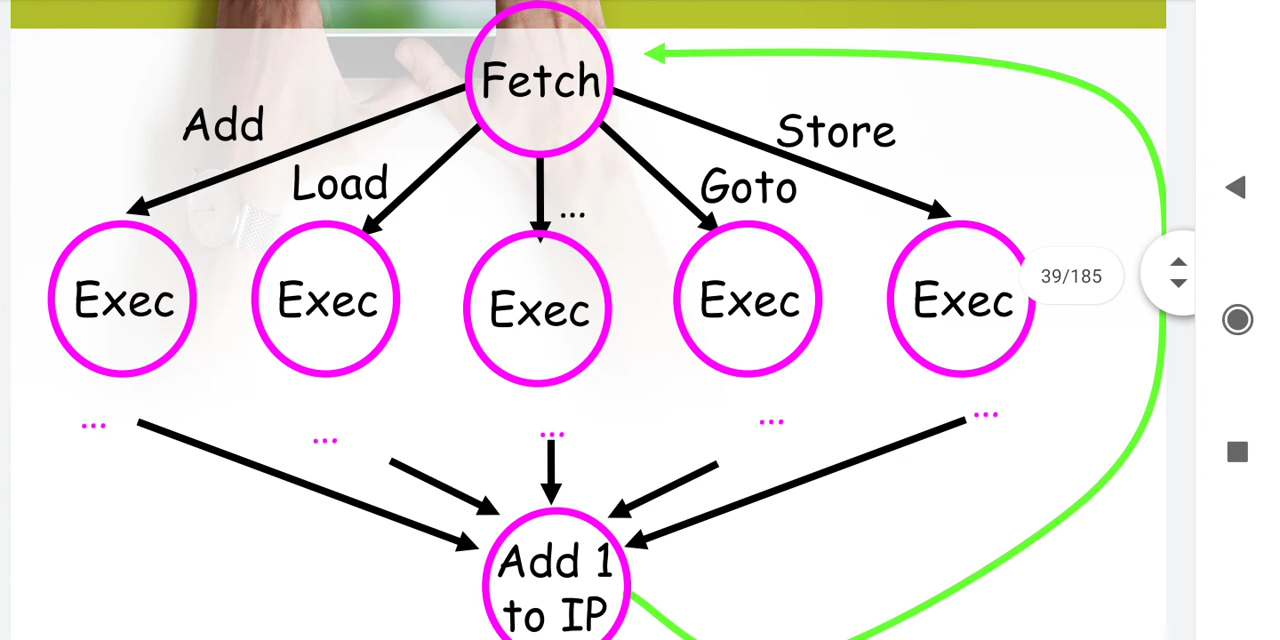 Fetch
Add
Store
Load
Goto
...
Exec
Exec
Exec
Exec
Exec
39/185
...
...
...
...
...
Add 1
to IP